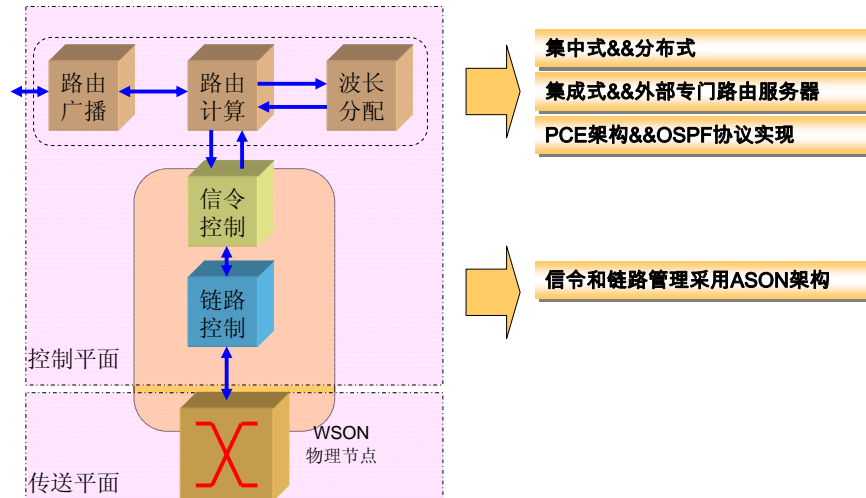 路由
广播
路由
计算
波长
分配
集中式&&分布式
集成式&&外部专门路由服务器
PCE架构&&OSPF协议实现
信令
控制
链路
控制
信令和链路管理采用ASON架构
控制平面
WSON
物理节点
传送平面